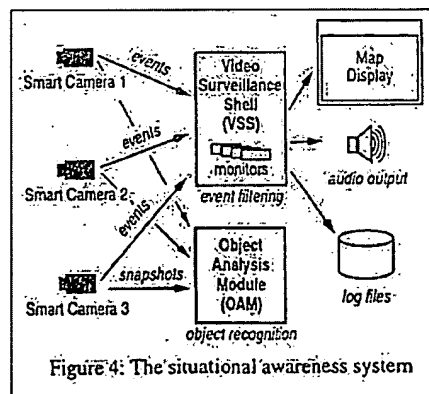 Smart Camera 1
events
Video
Surveillance
Shell
(VSS)
monitors
event filtering
Map
Display
audio output
Smart Camera 2
events
events
Smart Camera 3
snapshots
Object
Analysis
Module
(OAM)
object recognition
log files
Figure 4: The situational awareness system